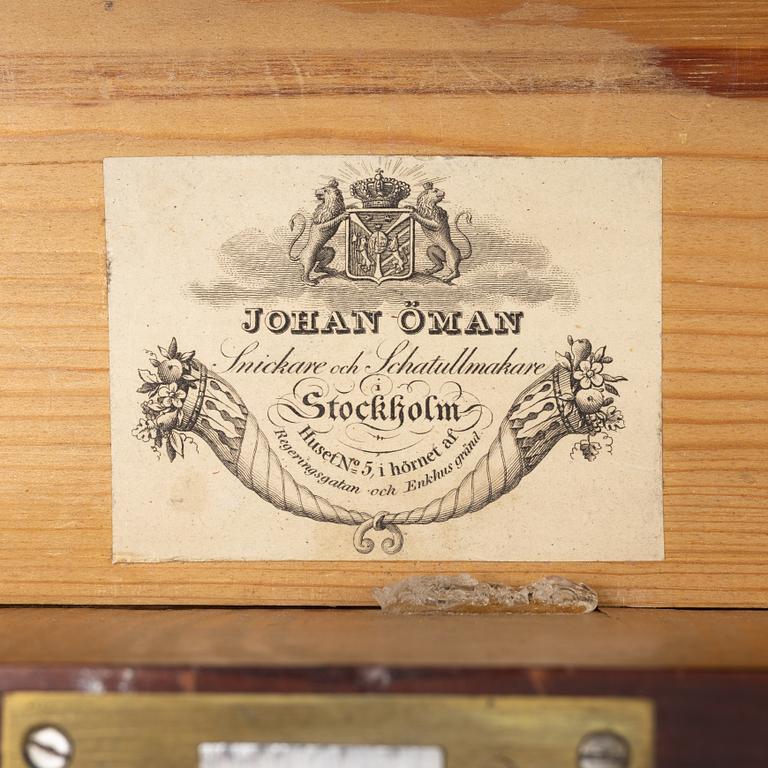 JOHAN ÖMAN
Snickare och Schatullmakare
i
Stockholm
Huset No 5, i hörnet af
Regeringsgatan och Enkhus gränd